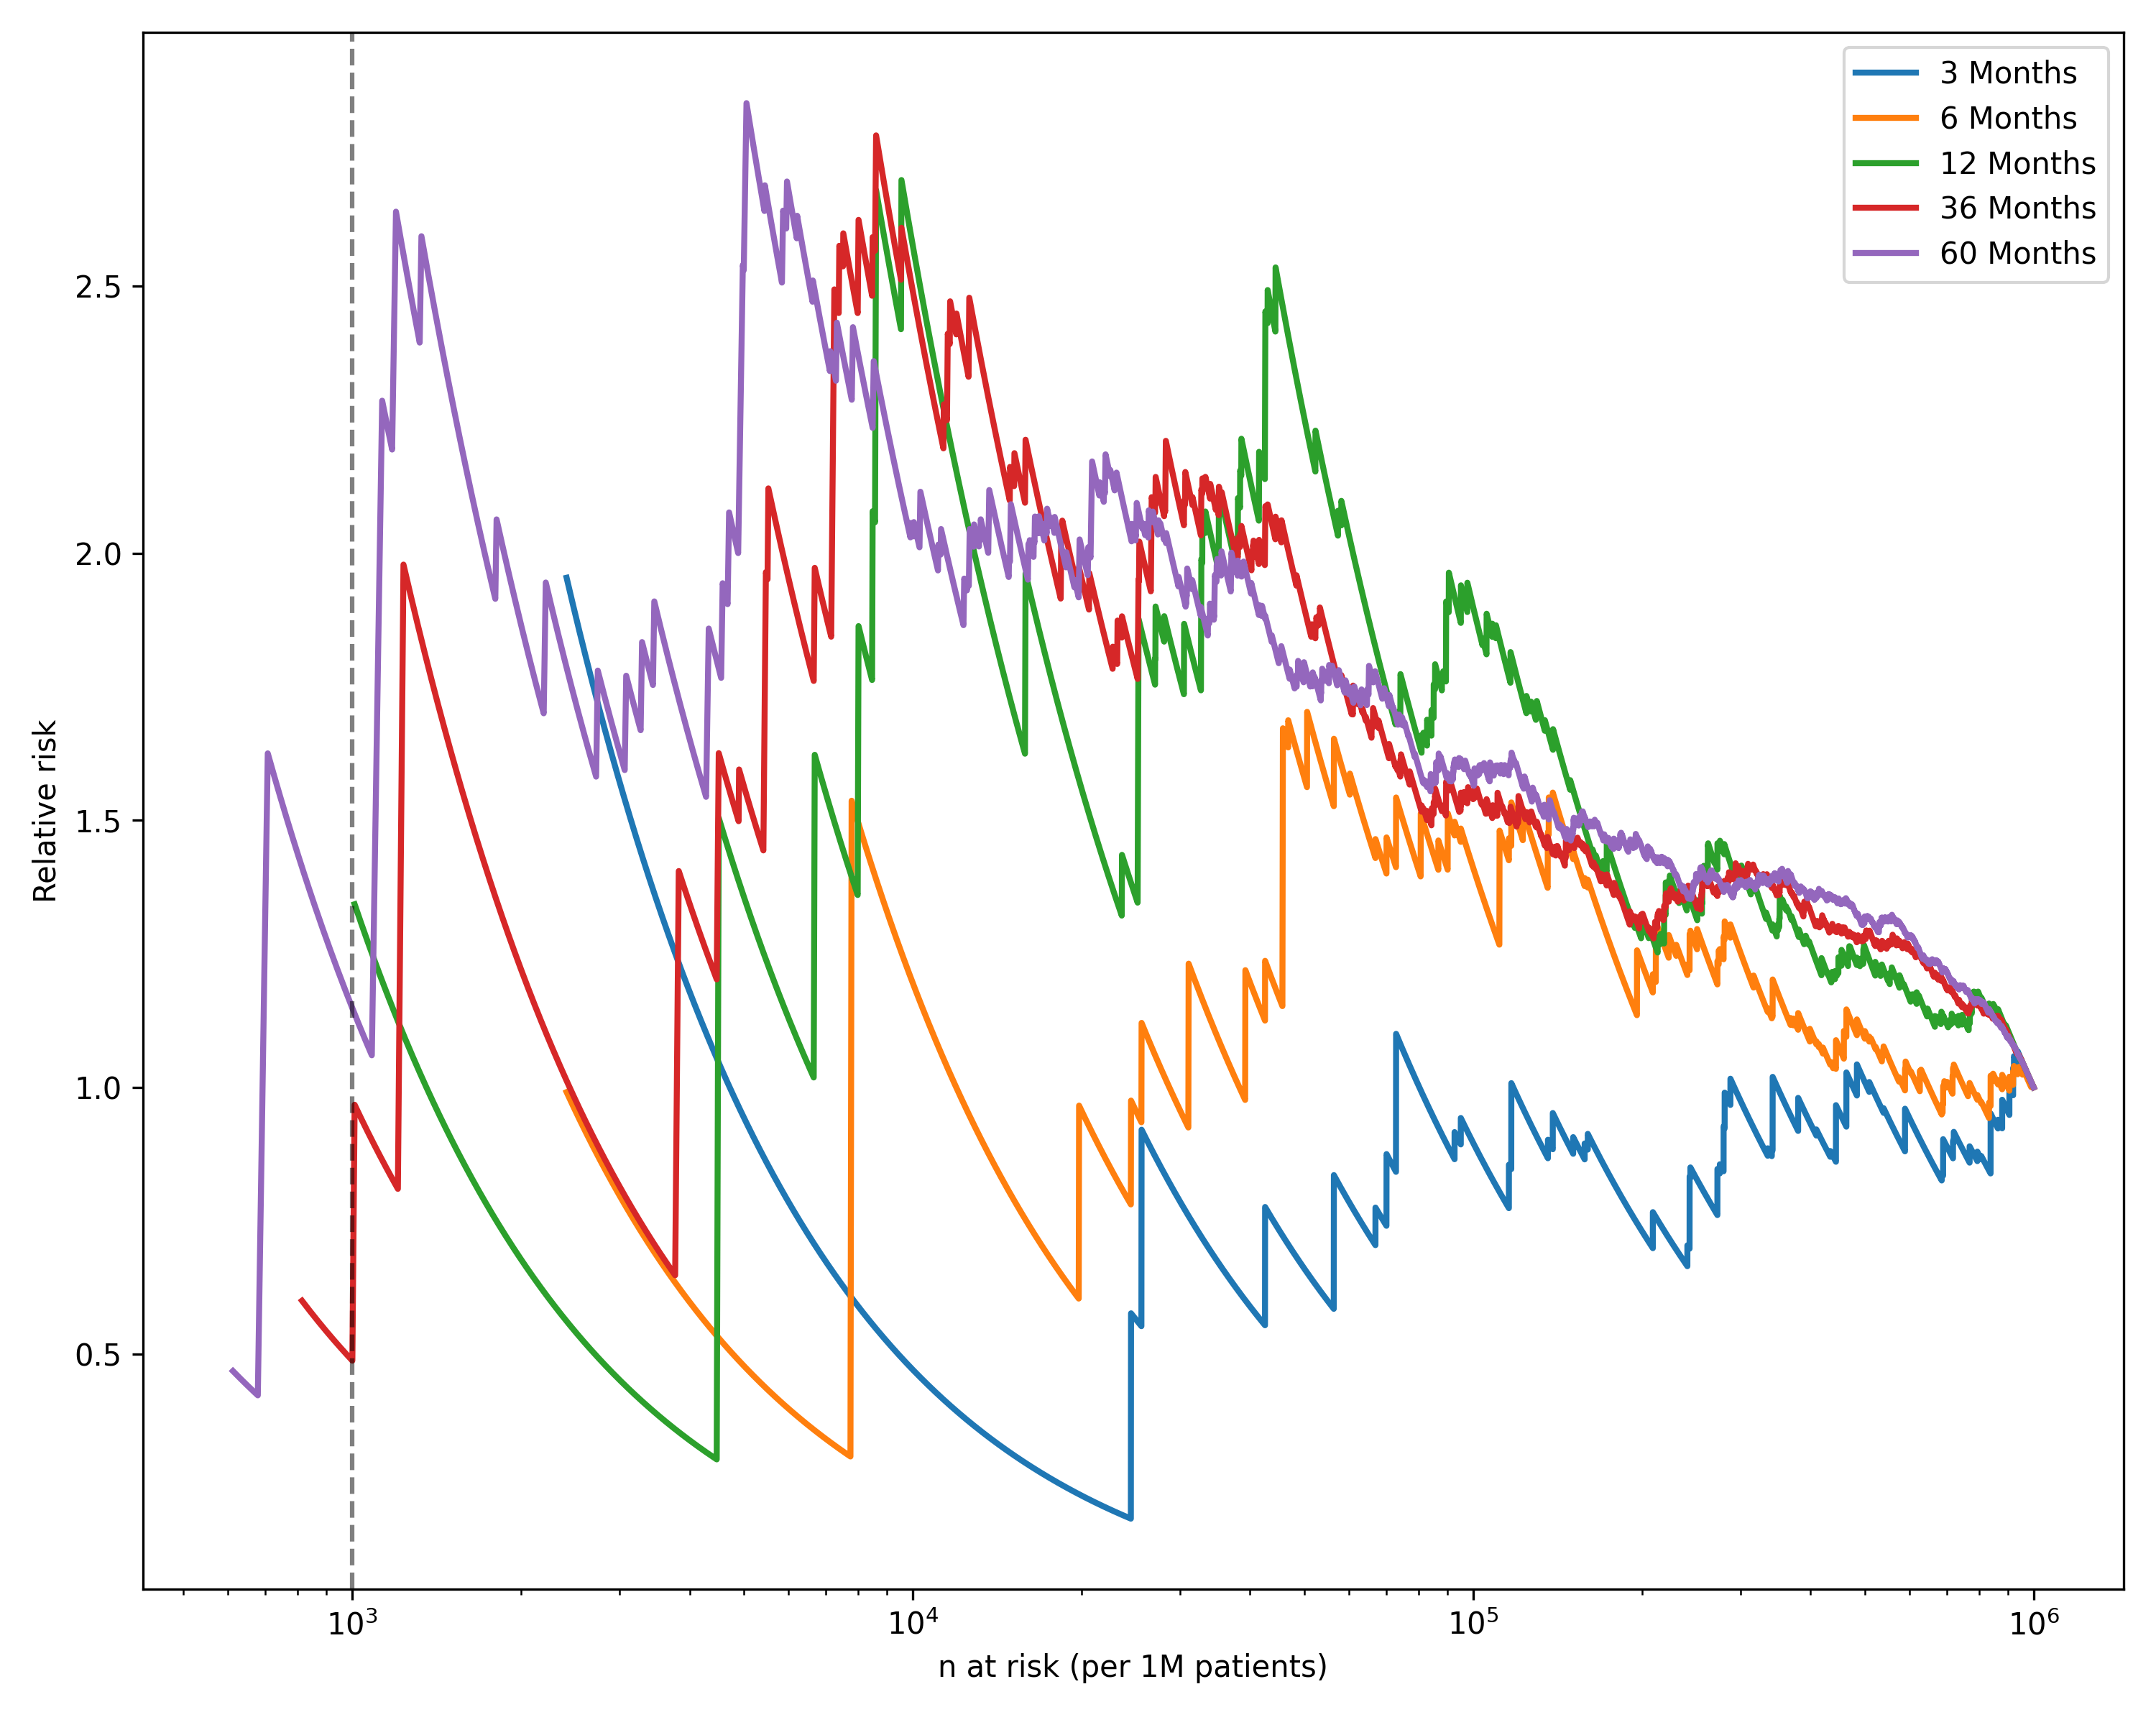 3 Months
6 Months
12 Months
36 Months
60 Months
Relative risk
2.5
2.0
1.5
1.0
0.5
10³
10⁴
10⁵
10⁶
n at risk (per 1M patients)